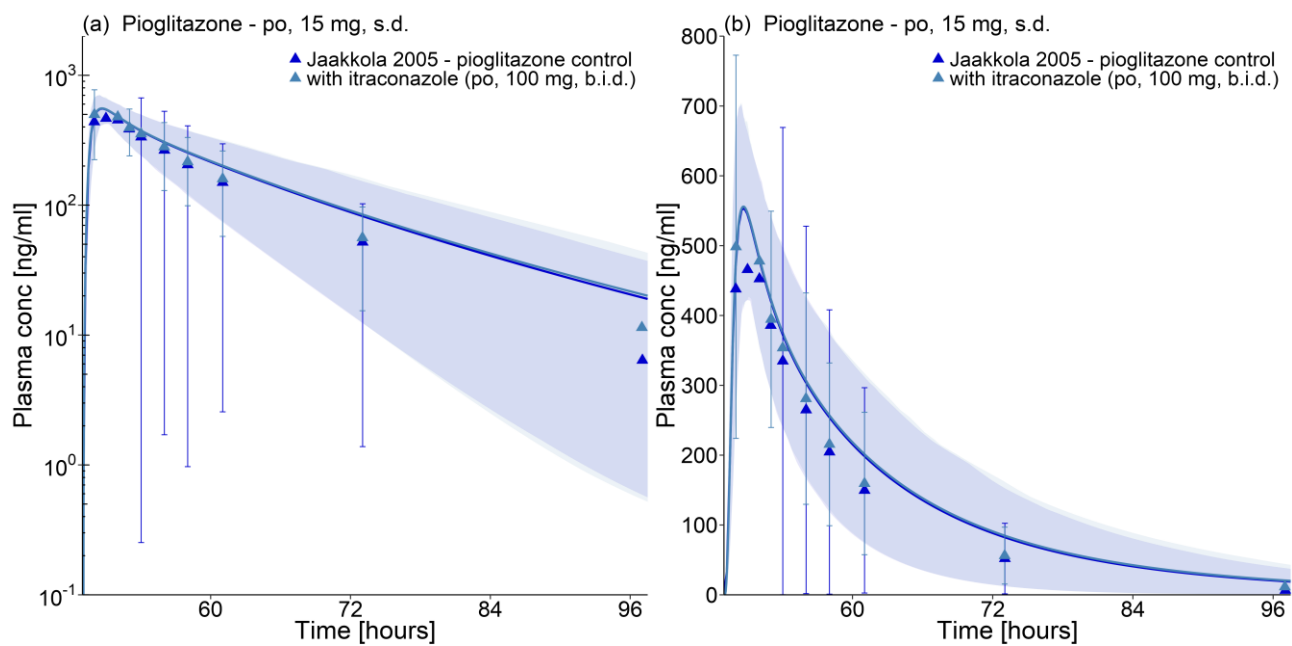 (a) Pioglitazone - po, 15 mg, s.d.
Jaakkola 2005 - pioglitazone control
with itraconazole (po, 100 mg, b.i.d.)
Plasma conc [ng/ml]
10³
10²
10¹
10⁰
10⁻¹
60 72 84 96
Time [hours]
(b) Pioglitazone - po, 15 mg, s.d.
Jaakkola 2005 - pioglitazone control
with itraconazole (po, 100 mg, b.i.d.)
Plasma conc [ng/ml]
800
700
600
500
400
300
200
100
0
60 72 84 96
Time [hours]